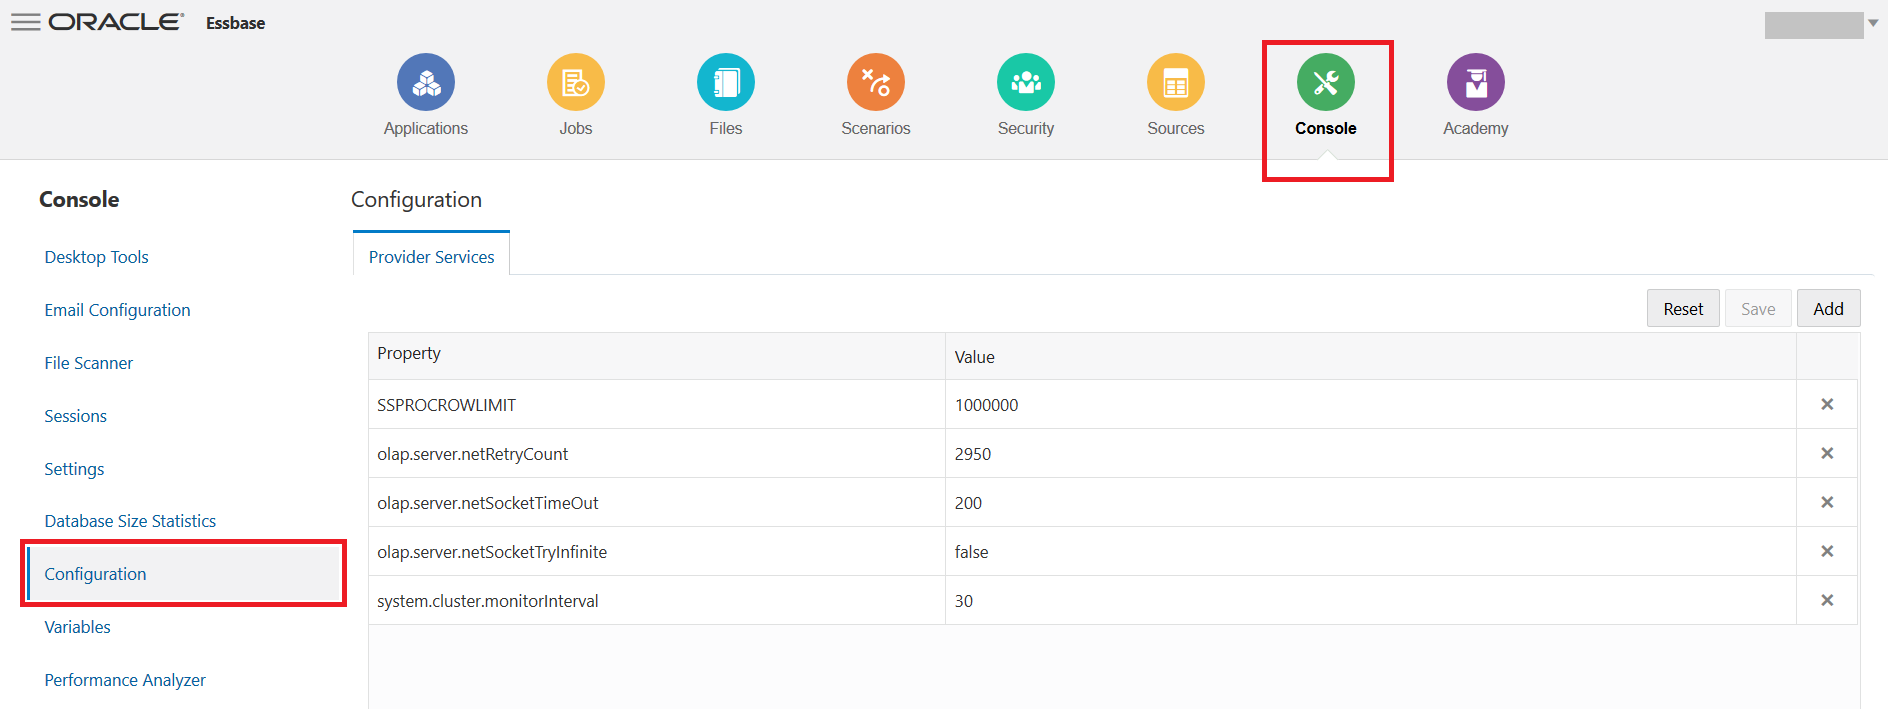 ORACLE Essbase
Applications Jobs Files Scenarios Security Sources Console Academy
Console
Desktop Tools
Email Configuration
File Scanner
Sessions
Settings
Database Size Statistics
Configuration
Variables
Performance Analyzer
Configuration
Provider Services
Reset Save Add
Property Value
SSPROCROWLIMIT 1000000
olap.server.netRetryCount 2950
olap.server.netSocketTimeOut 200
olap.server.netSocketTryInfinite false
system.cluster.monitorInterval 30